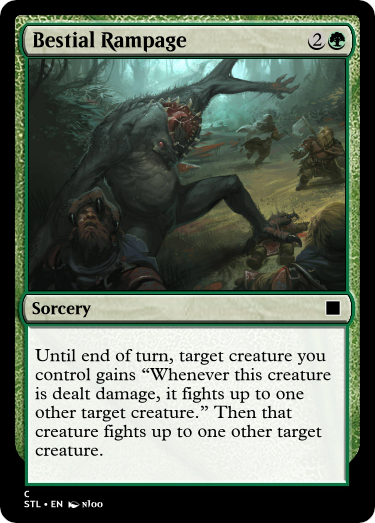 Bestial Rampage 2
Sorcery
Until end of turn, target creature you
control gains “Whenever this creature
is dealt damage, it fights up to one
other target creature.” Then that
creature fights up to one other target
creature.
C
STL • EN nloo